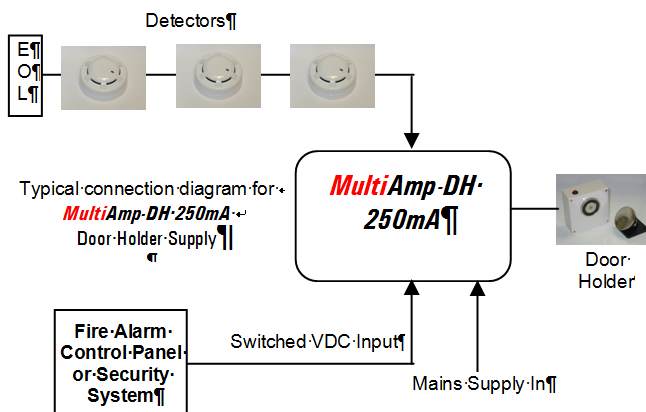 Detectors¶
E¶
O¶
L¶
Typical·connection·diagram·for·↵
MultiAmp-DH·250mA·↵
Door·Holder·Supply¶
¶
MultiAmp-DH·
250mA¶
Door·
Holder
Fire·Alarm·
Control·Panel·
or·Security·
System¶
Switched·VDC·Input¶
Mains·Supply·In¶